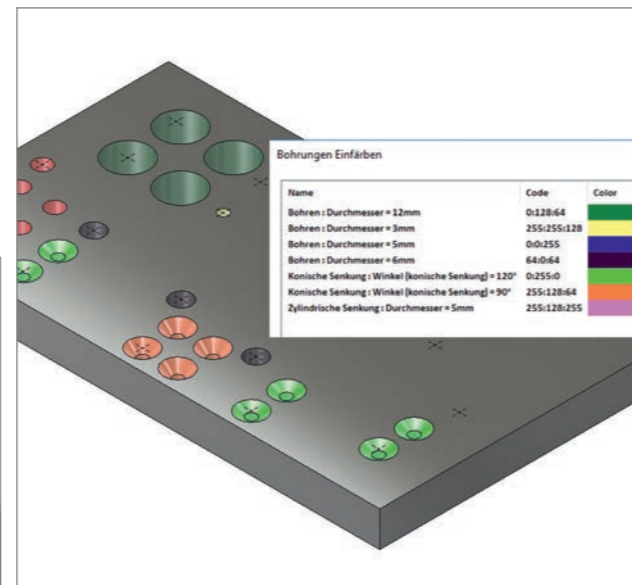 Bohrungen Einfärben
Name Code Color
Bohren : Durchmesser = 12mm 0:128:64
Bohren : Durchmesser = 3mm 255:255:128
Bohren : Durchmesser = 5mm 0:0:255
Bohren : Durchmesser = 6mm 64:0:64
Konische Senkung : Winkel (konische Senkung) = 120° 0:255:0
Konische Senkung : Winkel (konische Senkung) = 90° 255:128:64
Zylindrische Senkung : Durchmesser = 5mm 255:128:255